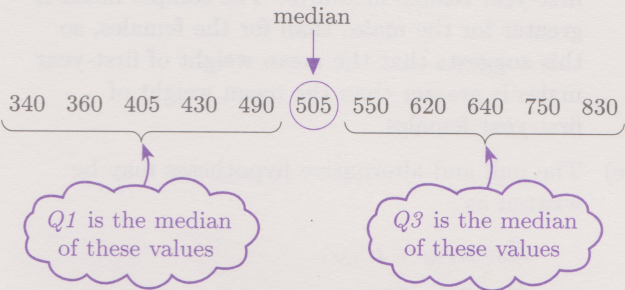 median
340 360 405 430 490 505 550 620 640 750 830
Q1 is the median
of these values
Q3 is the median
of these values